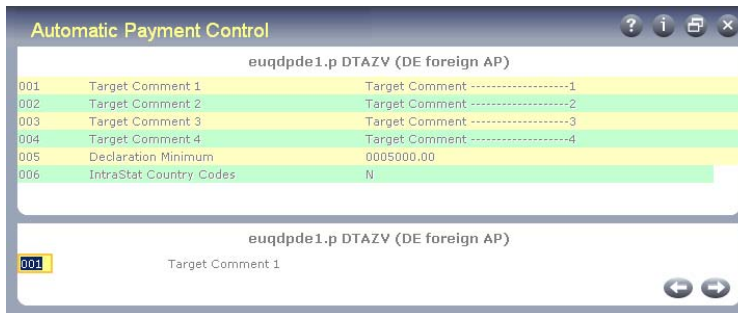 Automatic Payment Control
euqdpde1.p DTAZV (DE foreign AP)
001 Target Comment 1 Target Comment -------------------1
002 Target Comment 2 Target Comment -------------------2
003 Target Comment 3 Target Comment -------------------3
004 Target Comment 4 Target Comment -------------------4
005 Declaration Minimum 0005000.00
006 IntraStat Country Codes N
euqdpde1.p DTAZV (DE foreign AP)
001 Target Comment 1